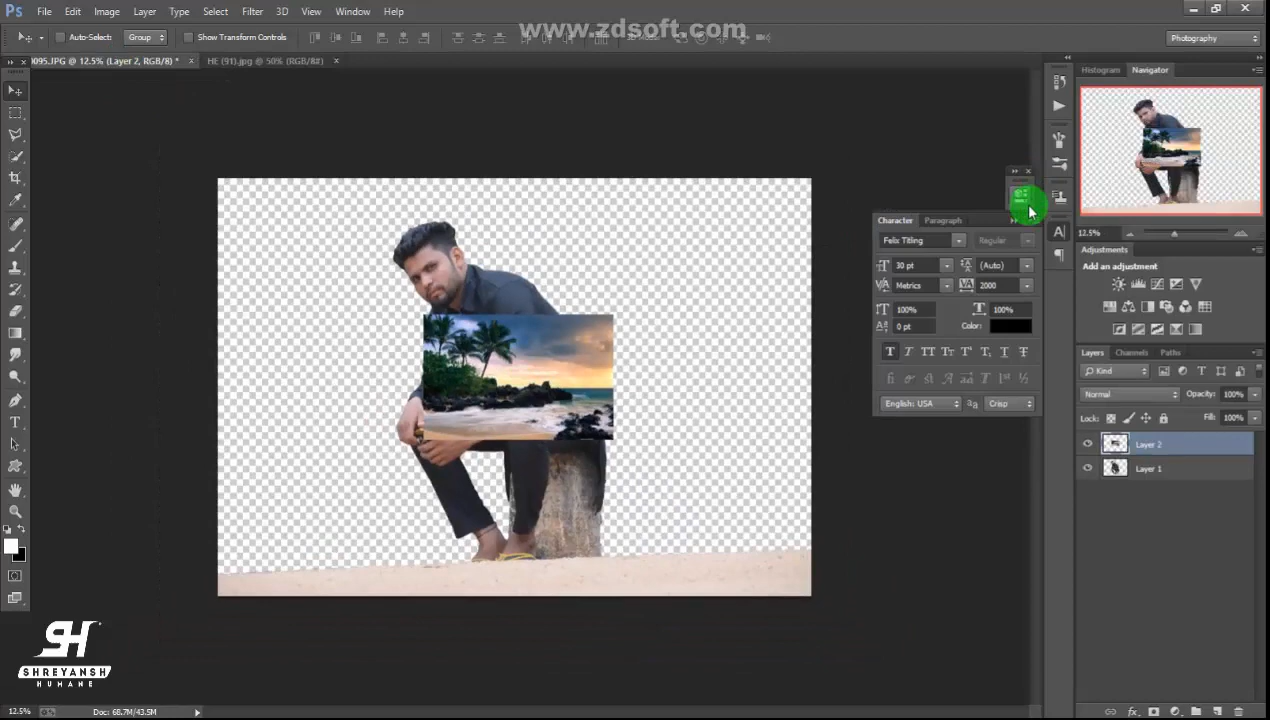 Ps File Edit Image Layer Type Select Filter 3D View Window Help
www.zdsoft.com
Auto-Select: Group Show Transform Controls
Photography
0095.JPG @ 12.5% (Layer 2, RGB/8) * × HE (91).jpg @ 50% (RGB/8#) ×
Histogram Navigator
12.5%
Character Paragraph
Felix Titling Regular
30 pt (Auto)
Metrics 2000
100% 100%
0 pt Color:
English: USA Crisp
Adjustments
Add an adjustment
Layers Channels Paths
Kind
Normal Opacity: 100%
Lock: Fill: 100%
Layer 2
Layer 1
SH
SHREYANSH
HUMANE
12.5% Doc: 68.7M/43.5M